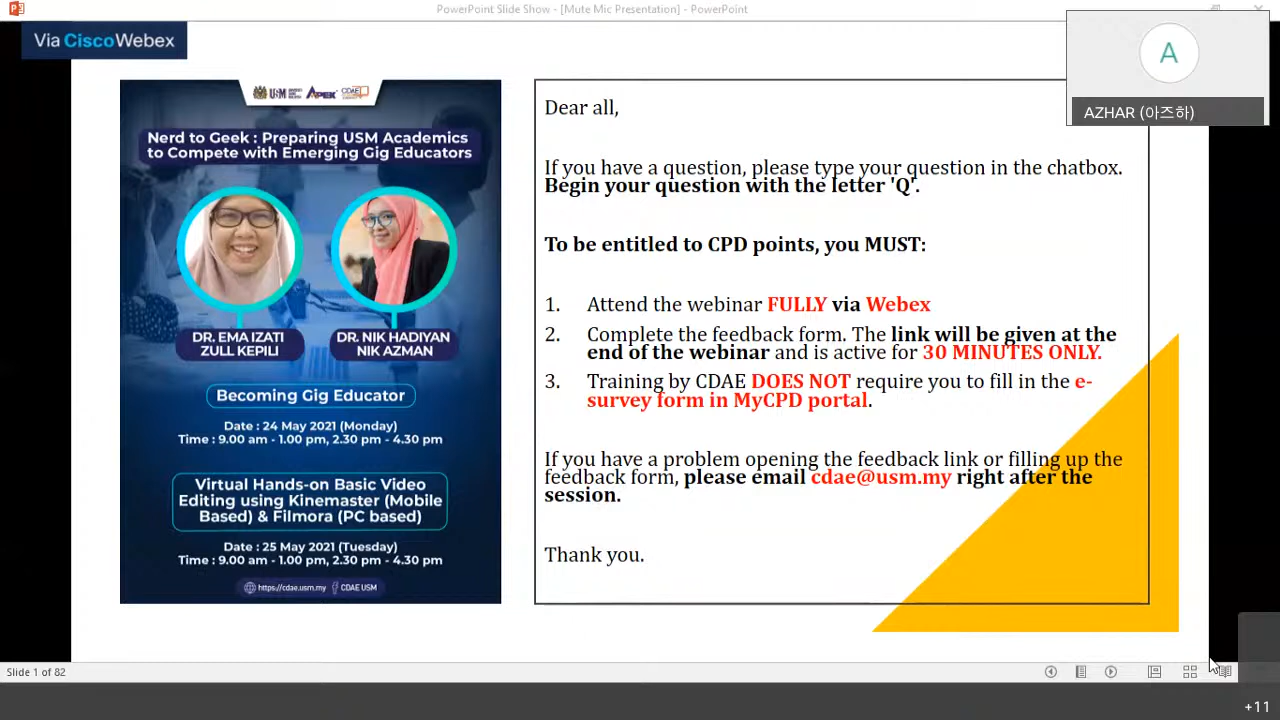 PowerPoint Slide Show - [Mute Mic Presentation] - PowerPoint
Via CiscoWebex
A
AZHAR (아즈하)
USM APEX CDAE
Nerd to Geek : Preparing USM Academics
to Compete with Emerging Gig Educators
DR. EMA IZATI
ZULL KEPILI
DR. NIK HADIYAN
NIK AZMAN
Becoming Gig Educator
Date : 24 May 2021 (Monday)
Time : 9.00 am - 1.00 pm, 2.30 pm - 4.30 pm
Virtual Hands-on Basic Video
Editing using Kinemaster (Mobile
Based) & Filmora (PC based)
Date : 25 May 2021 (Tuesday)
Time : 9.00 am - 1.00 pm, 2.30 pm - 4.30 pm
https://cdae.usm.my CDAE USM
Dear all,
If you have a question, please type your question in the chatbox.
Begin your question with the letter 'Q'.
To be entitled to CPD points, you MUST:
1. Attend the webinar FULLY via Webex
2. Complete the feedback form. The link will be given at the
end of the webinar and is active for 30 MINUTES ONLY.
3. Training by CDAE DOES NOT require you to fill in the e-
survey form in MyCPD portal.
If you have a problem opening the feedback link or filling up the
feedback form, please email cdae@usm.my right after the
session.
Thank you.
Slide 1 of 82
+11